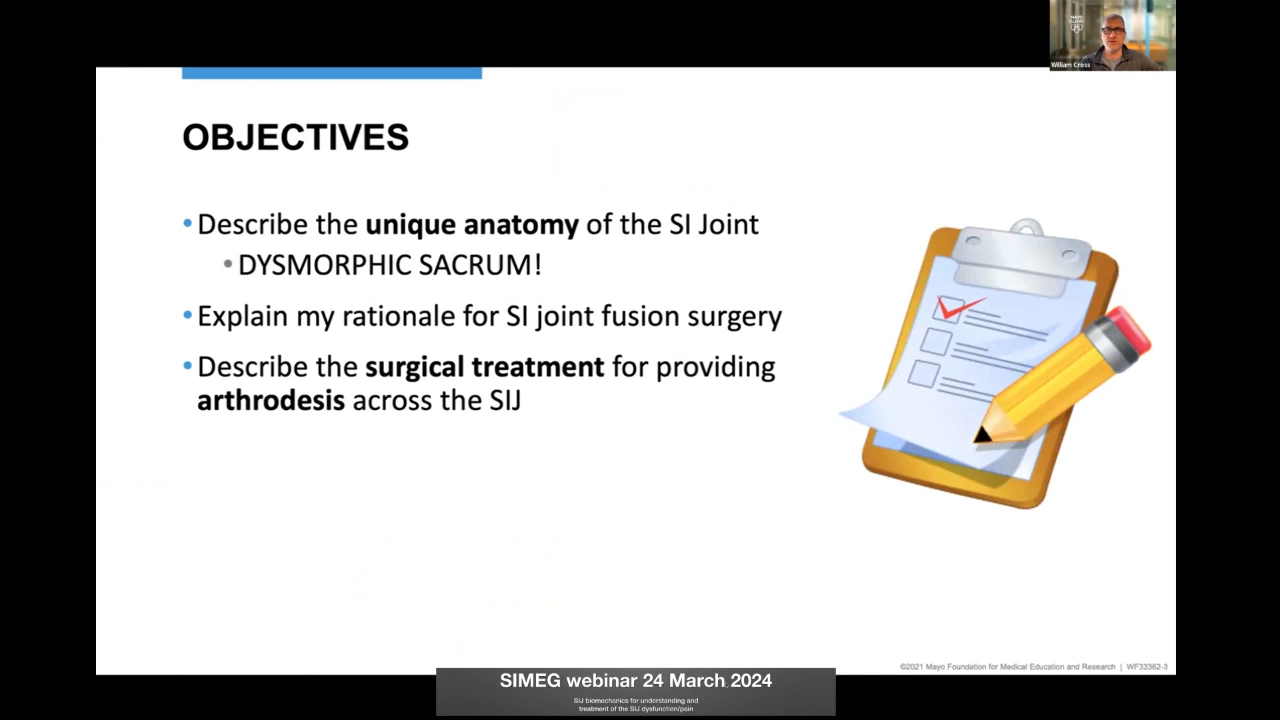 MAYO
CLINIC
William Cross
OBJECTIVES
•Describe the unique anatomy of the SI Joint
•DYSMORPHIC SACRUM!
•Explain my rationale for SI joint fusion surgery
•Describe the surgical treatment for providing
arthrodesis across the SIJ
©2021 Mayo Foundation for Medical Education and Research | WF33362-3
SIMEG webinar 24 March 2024
SIJ biomechanics for understanding and
treatment of the SIJ dysfunction/pain